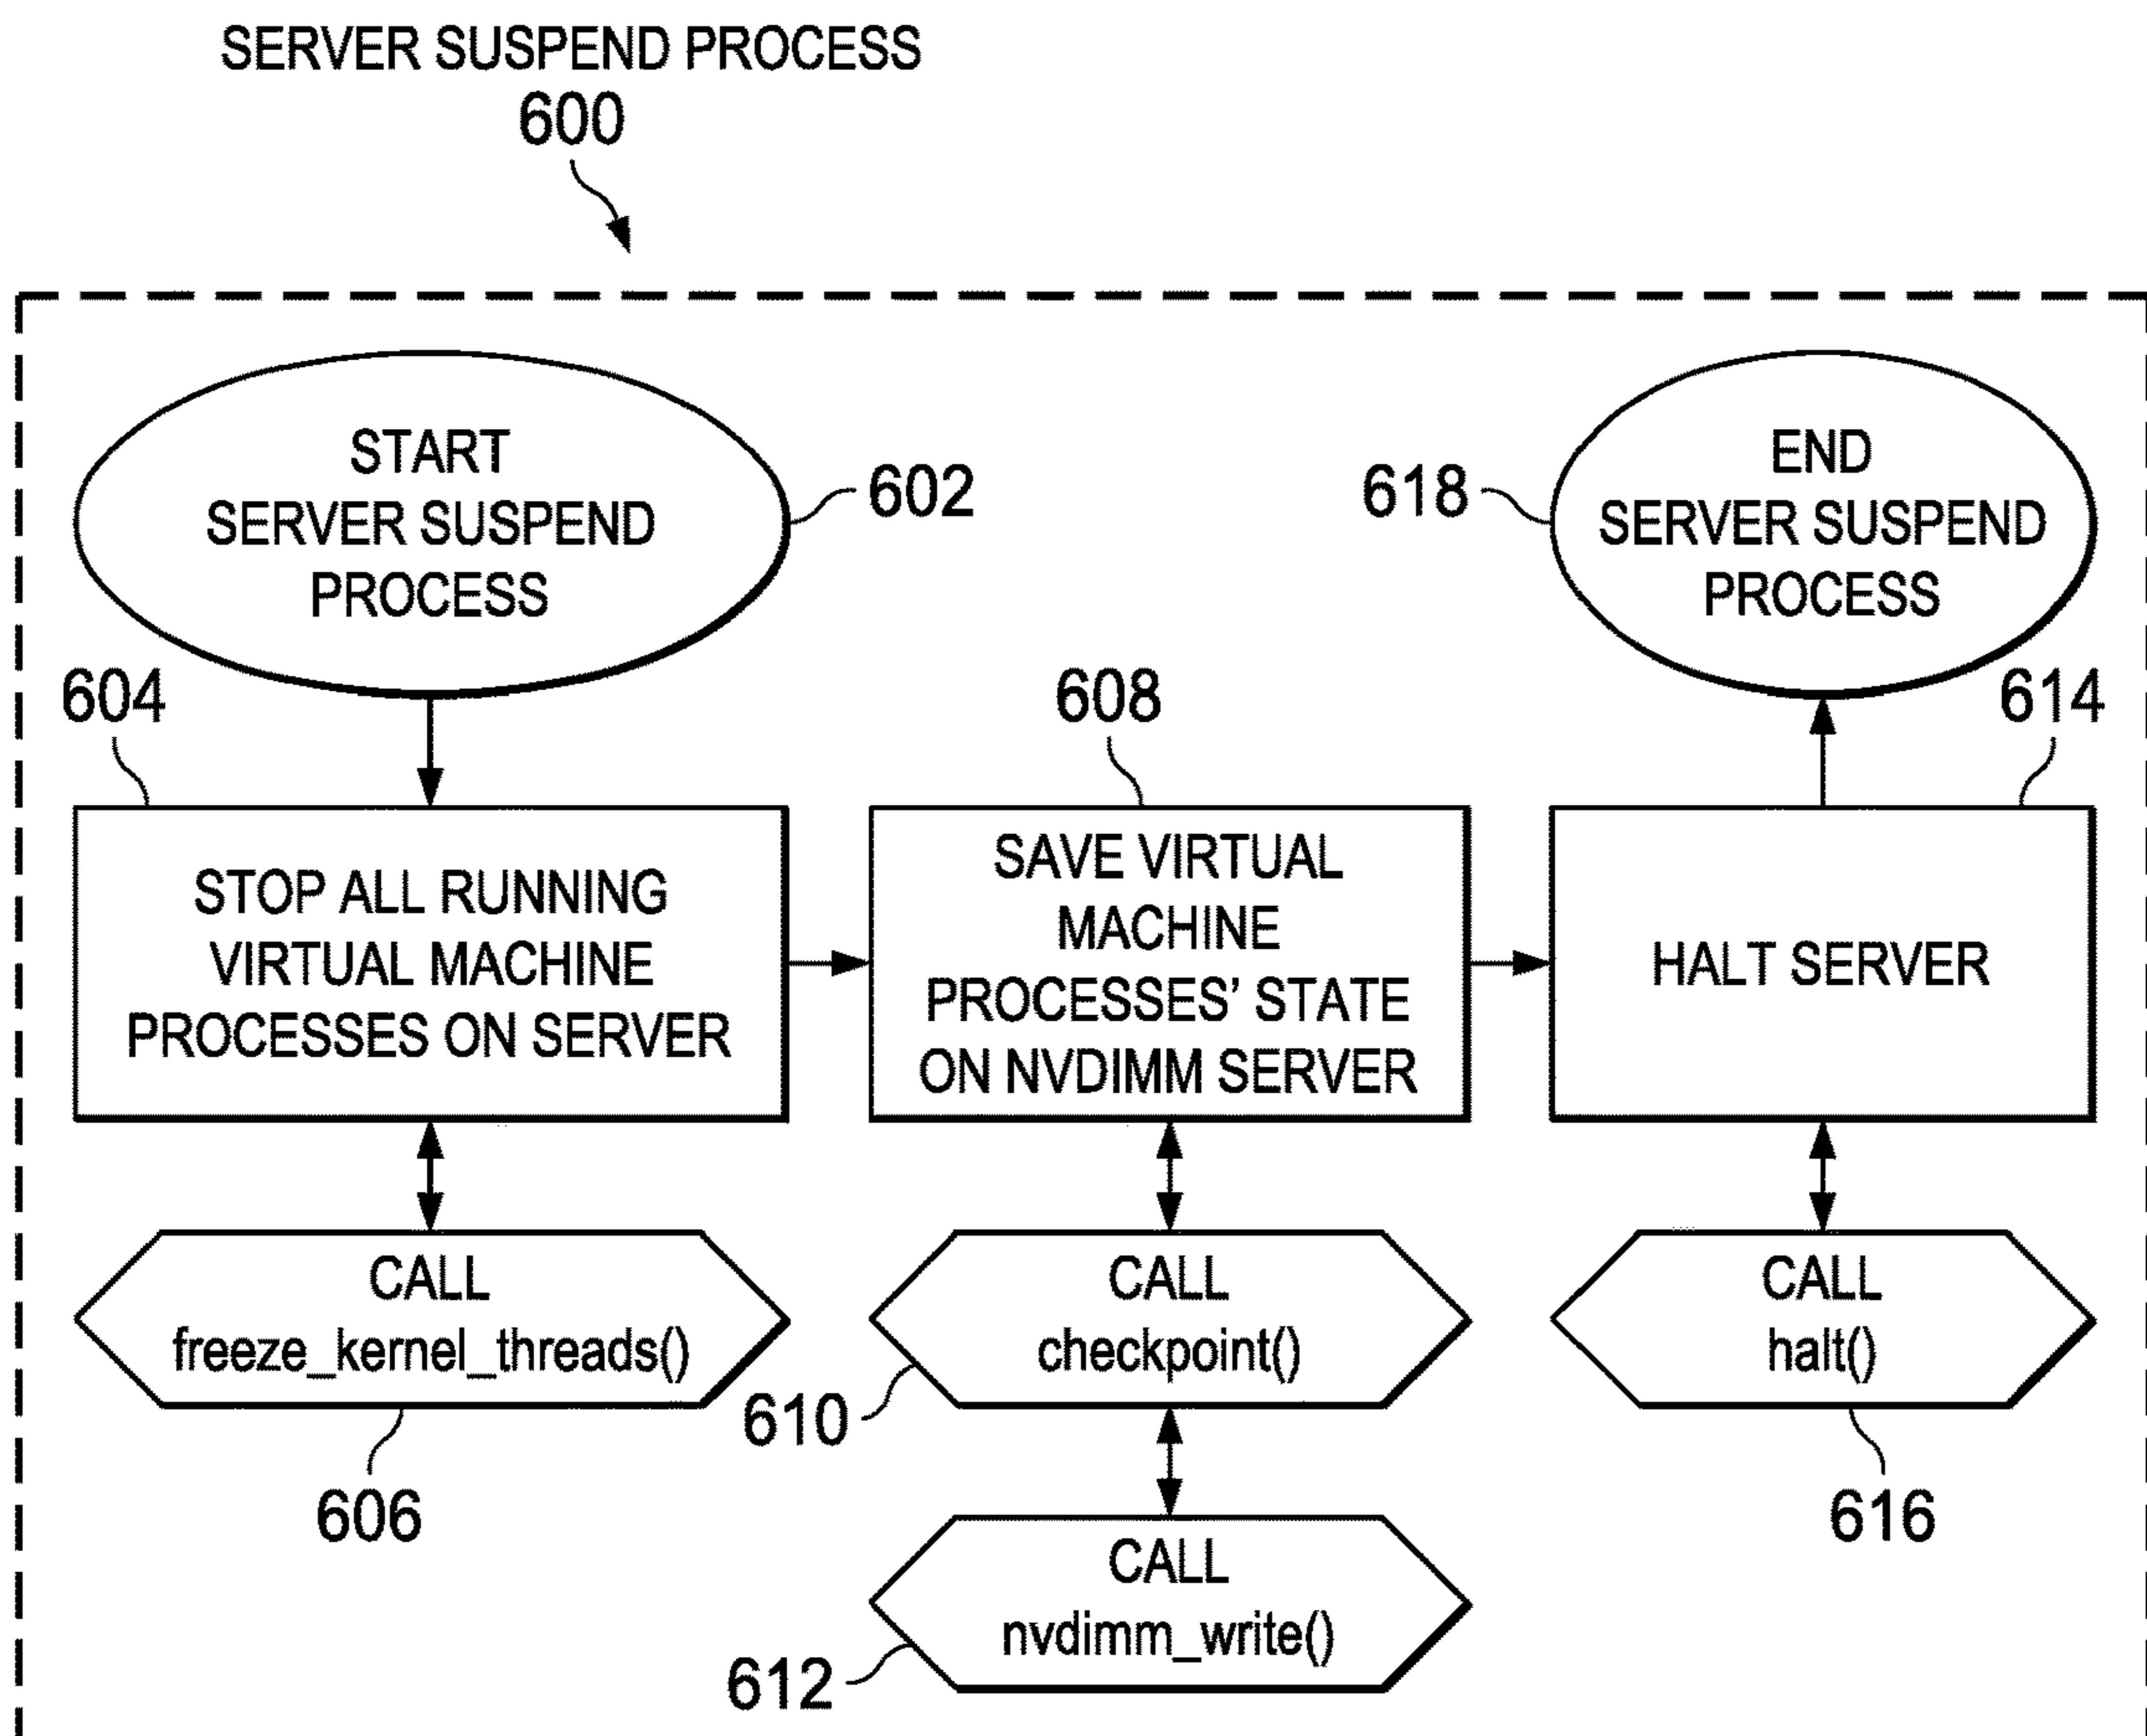 SERVER SUSPEND PROCESS
600
START
SERVER SUSPEND
PROCESS
602
618
END
SERVER SUSPEND
PROCESS
604
608
614
STOP ALL RUNNING
VIRTUAL MACHINE
PROCESSES ON SERVER
SAVE VIRTUAL
MACHINE
PROCESSES’ STATE
ON NVDIMM SERVER
HALT SERVER
CALL
freeze_kernel_threads()
606
CALL
checkpoint()
610
CALL
halt()
616
CALL
nvdimm_write()
612